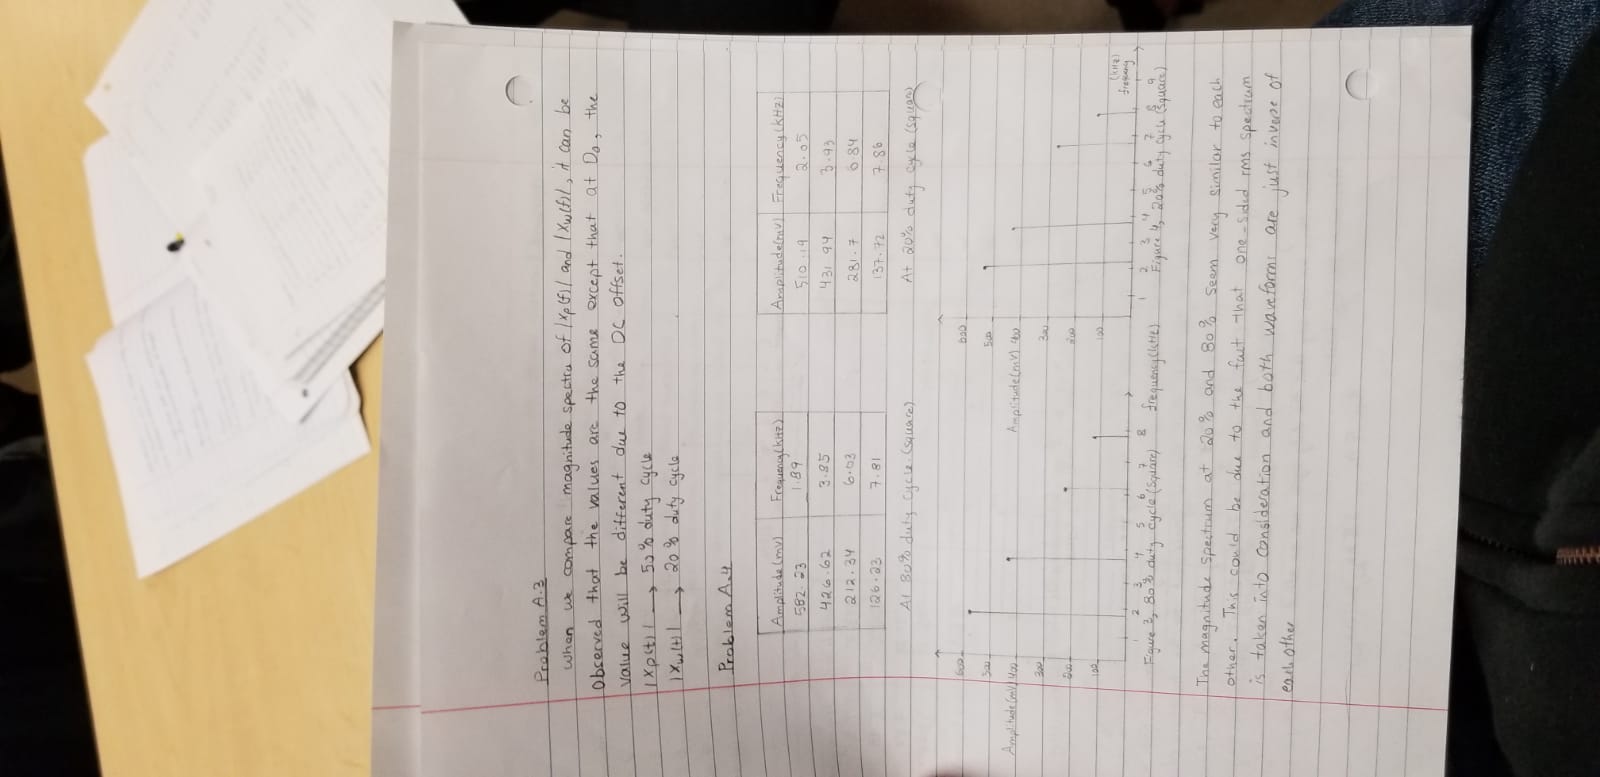 Problem A.3
When we compare magnitude spectra of |Xp(f)| and |Xw(f)|, it can be
observed that the values are the same except that at Do, the
value will be different due to the DC offset.
|Xp(t)| → 50% duty cycle
|Xw(t)| → 20% duty cycle
Problem A.4
Amplitude(mV) Frequency(kHz)
582.23 1.89
426.62 3.85
212.34 6.03
126.23 7.81
At 80% duty cycle (square)
Amplitude(mV) Frequency(kHz)
510.19 2.05
431.94 3.93
281.7 6.84
137.72 7.86
At 20% duty cycle (square)
600
500
Amplitude(mV) 400
300
200
100
1 2 3 4 5 6 7 8 frequency(kHz)
Figure 3, 80% duty cycle (square)
600
500
Amplitude(mV) 400
300
200
100
1 2 3 4 5 6 7 8 9
(kHz)
frequency
Figure 4, 20% duty cycle (square)
The magnitude spectrum at 20% and 80% seem very similar to each
other. This could be due to the fact that one-sided rms spectrum
is taken into consideration and both waveforms are just inverse of
each other